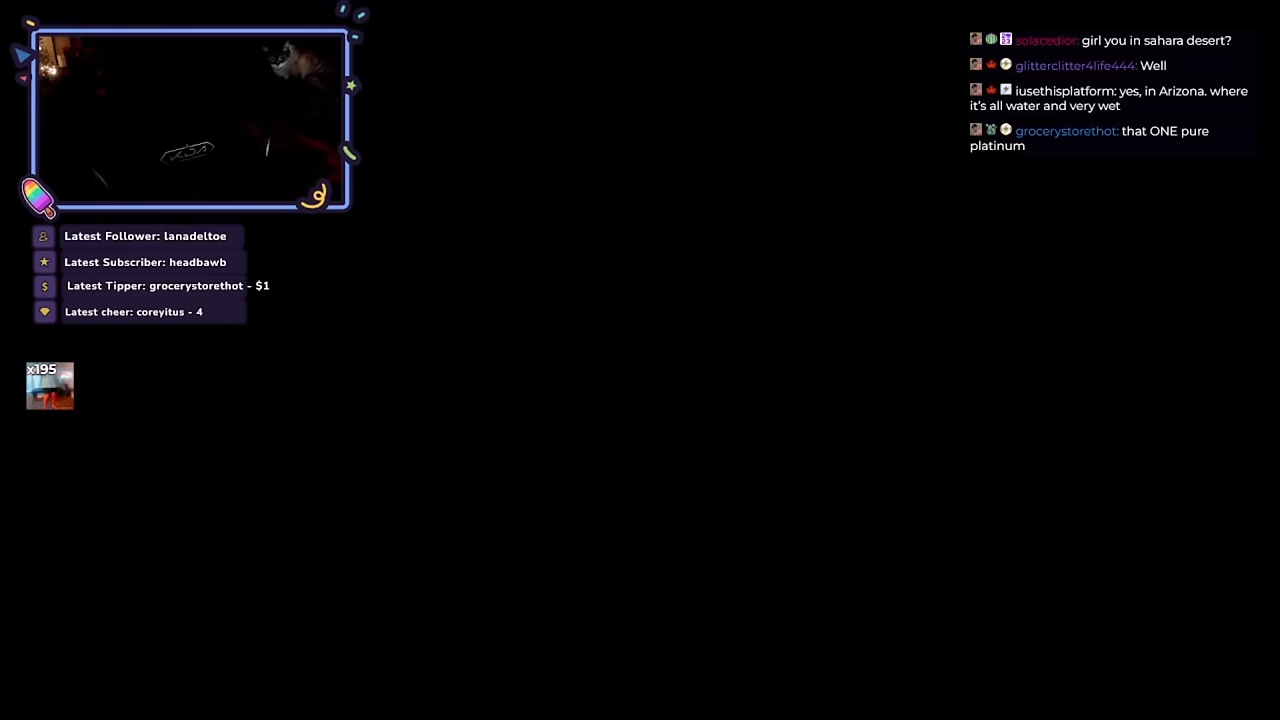 solacedior: girl you in sahara desert?
glitterclitter4life444: Well
iusethisplatform: yes, in Arizona. where
it's all water and very wet
grocerystorethot: that ONE pure
platinum
Latest Follower: lanadeltoe
Latest Subscriber: headbawb
Latest Tipper: grocerystorethot - $1
Latest cheer: coreyitus - 4
x195